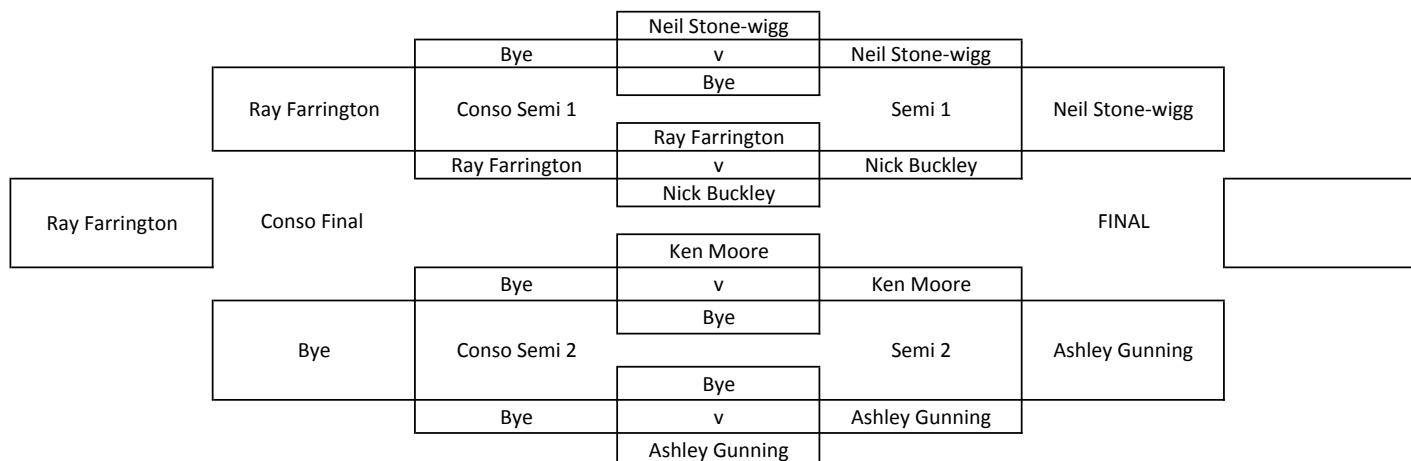 Neil Stone-wigg
Bye v Neil Stone-wigg
Bye
Ray Farrington Conso Semi 1 Semi 1 Neil Stone-wigg
Ray Farrington
Ray Farrington v Nick Buckley
Nick Buckley
Ray Farrington Conso Final FINAL
Ken Moore
Bye v Ken Moore
Bye
Bye Conso Semi 2 Semi 2 Ashley Gunning
Bye
Bye v Ashley Gunning
Ashley Gunning